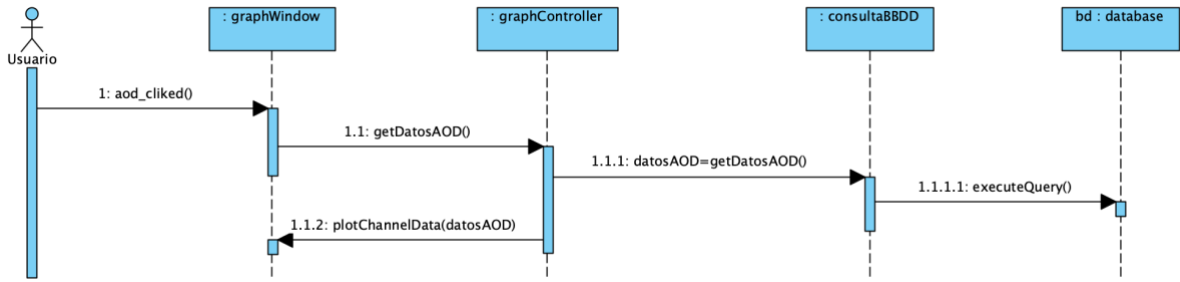 : graphWindow
: graphController
: consultaBBDD
bd : database
Usuario
1: aod_cliked()
1.1: getDatosAOD()
1.1.1: datosAOD=getDatosAOD()
1.1.1.1: executeQuery()
1.1.2: plotChannelData(datosAOD)